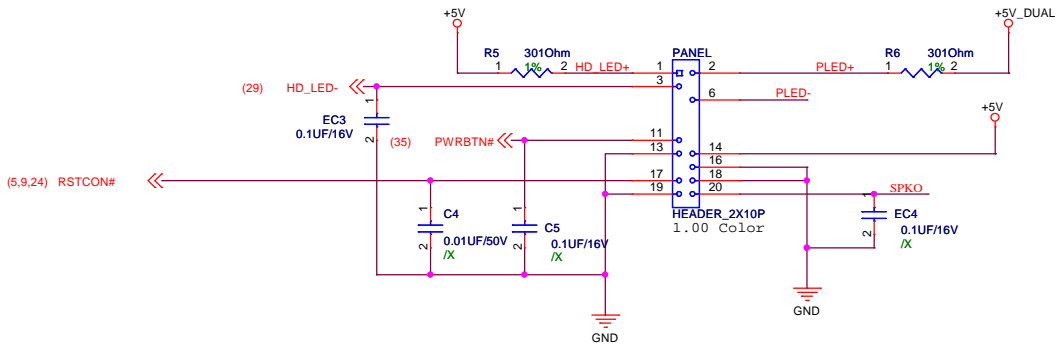 +5V
+5V_DUAL
R5 301Ohm
1 1% 2 HD_LED+
PANEL
R6 301Ohm
PLED+ 1 1% 2
1 2
3
6 PLED-
(29) HD_LED-
1
EC3
0.1UF/16V
2
(35) PWRBTN#
+5V
11
13 14
16
17 18
19 20
(5,9,24) RSTCON#
SPKO
HEADER_2X10P
1.00 Color
1
C4
0.01UF/50V
2
/X
1
C5
0.1UF/16V
2
/X
1
EC4
0.1UF/16V
2
/X
GND
GND